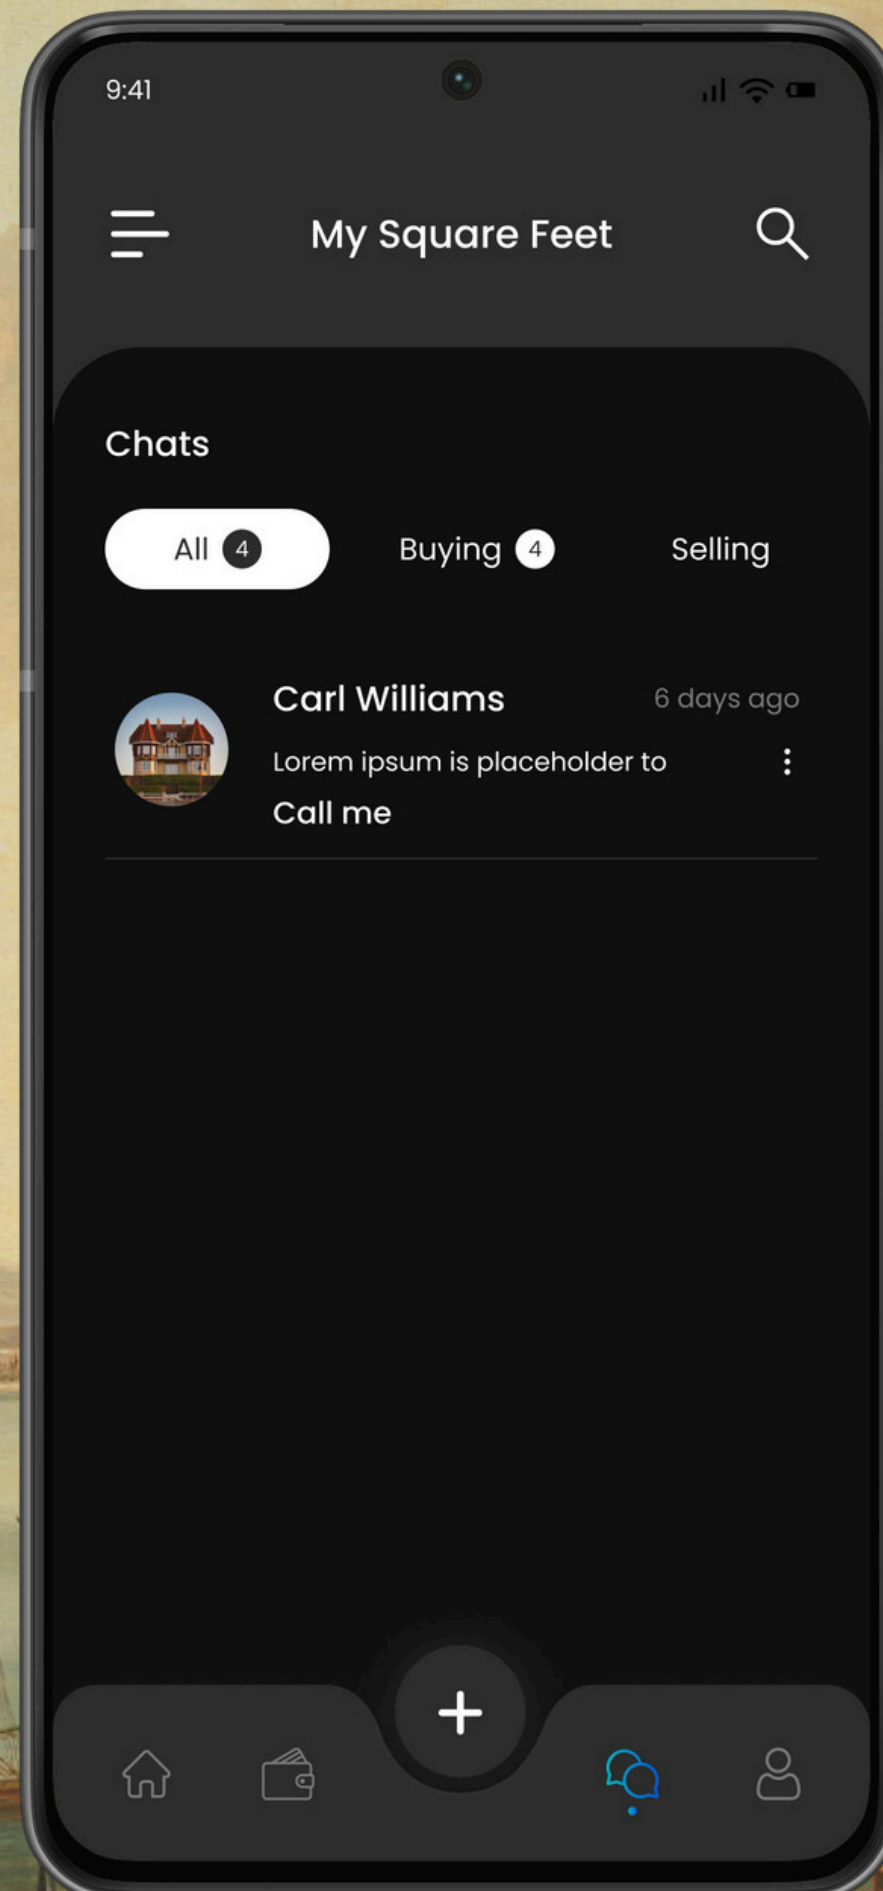 9:41
My Square Feet
Chats
All 4 Buying 4 Selling
Carl Williams 6 days ago
Lorem ipsum is placeholder to
Call me